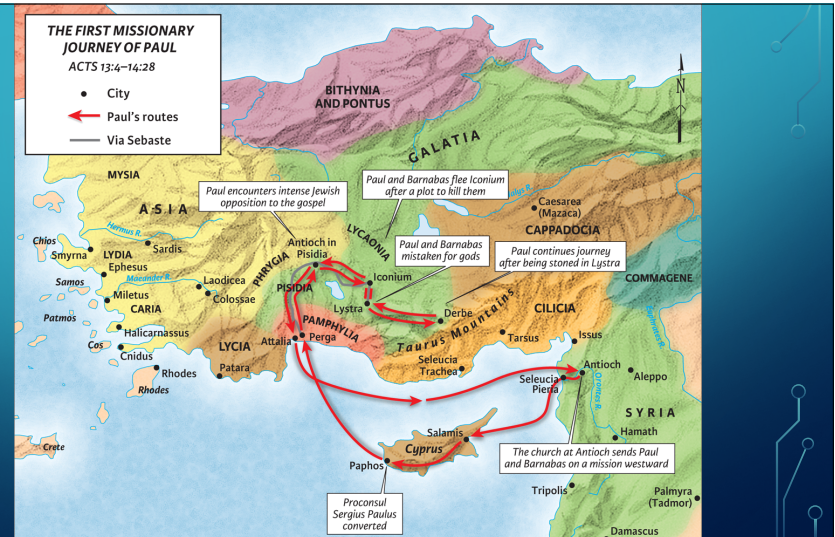 THE FIRST MISSIONARY
JOURNEY OF PAUL
ACTS 13:4–14:28
City
Paul's routes
Via Sebaste
N
BITHYNIA
AND PONTUS
GALATIA
MYSIA
ASIA
Paul encounters intense Jewish
opposition to the gospel
Paul and Barnabas flee Iconium
after a plot to kill them
Caesarea
(Mazaca)
CAPPADOCIA
Hermus R.
Chios
Smyrna
LYDIA
Sardis
Ephesus
PHRYGIA
Antioch in
Pisidia
LYCAONIA
Paul and Barnabas
mistaken for gods
Paul continues journey
after being stoned in Lystra
COMMAGENE
Samos
Maeander R.
Laodicea
Colossae
PISIDIA
Iconium
Miletus
CARIA
Patmos
Lystra
Derbe
CILICIA
Taurus Mountains
Halicarnassus
PAMPHYLIA
Attalia
Perga
Tarsus
Issus
Euphrates R.
Cos
Cnidus
LYCIA
Patara
Seleucia
Trachea
Rhodes
Rhodes
Seleucia
Pieria
Antioch
Aleppo
Orontes R.
SYRIA
Crete
Salamis
Cyprus
Paphos
Hamath
The church at Antioch sends Paul
and Barnabas on a mission westward
Proconsul
Sergius Paulus
converted
Tripolis
Palmyra
(Tadmor)
Damascus